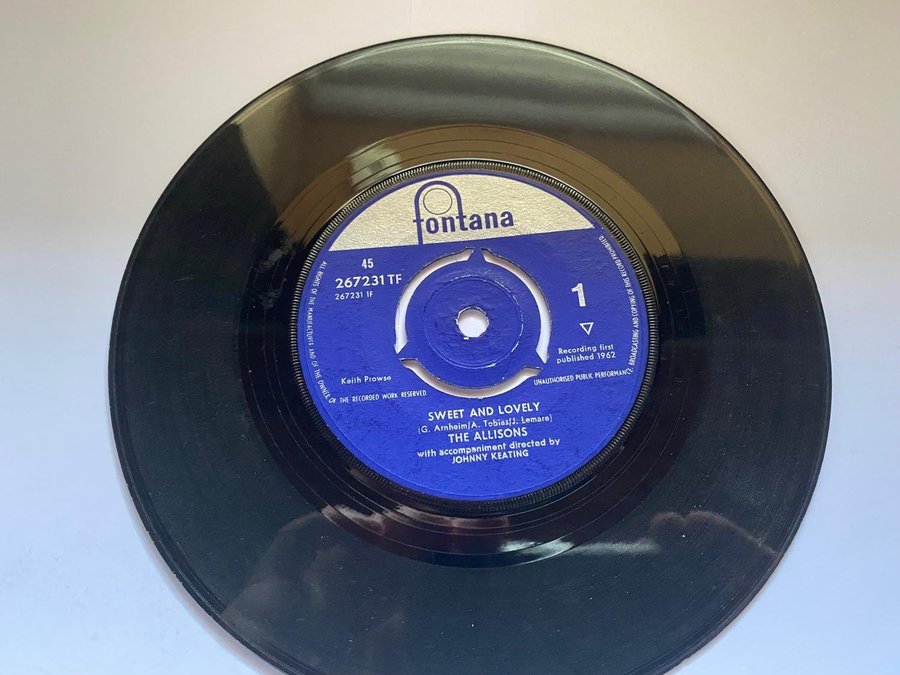 fontana
45
267231 TF
267231 1F
1
▽
Recording first
published 1962
Keith Prowse
SWEET AND LOVELY
(G. Arnheim/A. Tobias/J. Lemare)
THE ALLISONS
with accompaniment directed by
JOHNNY KEATING
ALL RIGHTS OF THE MANUFACTURER AND OF THE OWNER OF THE RECORDED WORK RESERVED. UNAUTHORISED PUBLIC PERFORMANCE, BROADCASTING AND COPYING OF THIS RECORD PROHIBITED